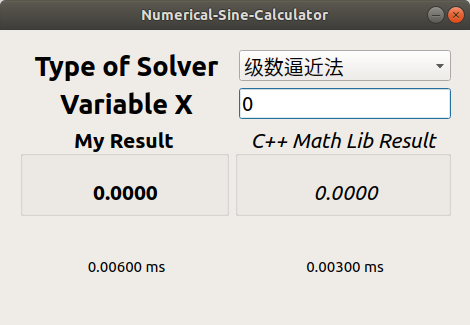 Numerical-Sine-Calculator
Type of Solver 级数逼近法
Variable X 0
My Result C++ Math Lib Result
0.0000 0.0000
0.00600 ms 0.00300 ms